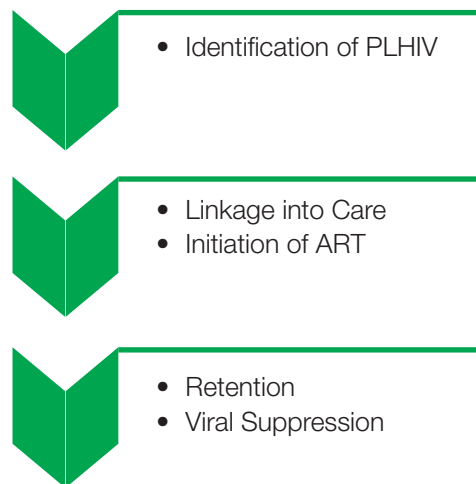 • Identification of PLHIV
• Linkage into Care
• Initiation of ART
• Retention
• Viral Suppression